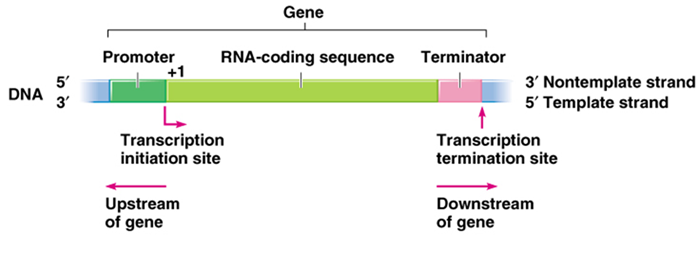 Gene
Promoter RNA-coding sequence Terminator
+1
5′ 3′ Nontemplate strand
DNA
3′ 5′ Template strand
Transcription
initiation site
Transcription
termination site
Upstream
of gene
Downstream
of gene